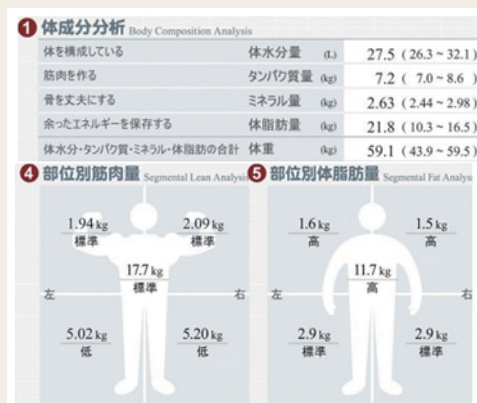 1 体成分分析 Body Composition Analysis
体を構成している 体水分量 (L) 27.5 ( 26.3 ~ 32.1 )
筋肉を作る タンパク質量 (kg) 7.2 ( 7.0 ~ 8.6 )
骨を丈夫にする ミネラル量 (kg) 2.63 ( 2.44 ~ 2.98 )
余ったエネルギーを保存する 体脂肪量 (kg) 21.8 ( 10.3 ~ 16.5 )
体水分・タンパク質・ミネラル・体脂肪の合計 体重 (kg) 59.1 ( 43.9 ~ 59.5 )
4 部位別筋肉量 Segmental Lean Analysis
1.94 kg 2.09 kg
標準 標準
17.7 kg
標準
左 右
5.02 kg 5.20 kg
低 低
5 部位別体脂肪量 Segmental Fat Analys
1.6 kg 1.5 kg
高 高
11.7 kg
高
左 右
2.9 kg 2.9 kg
標準 標準